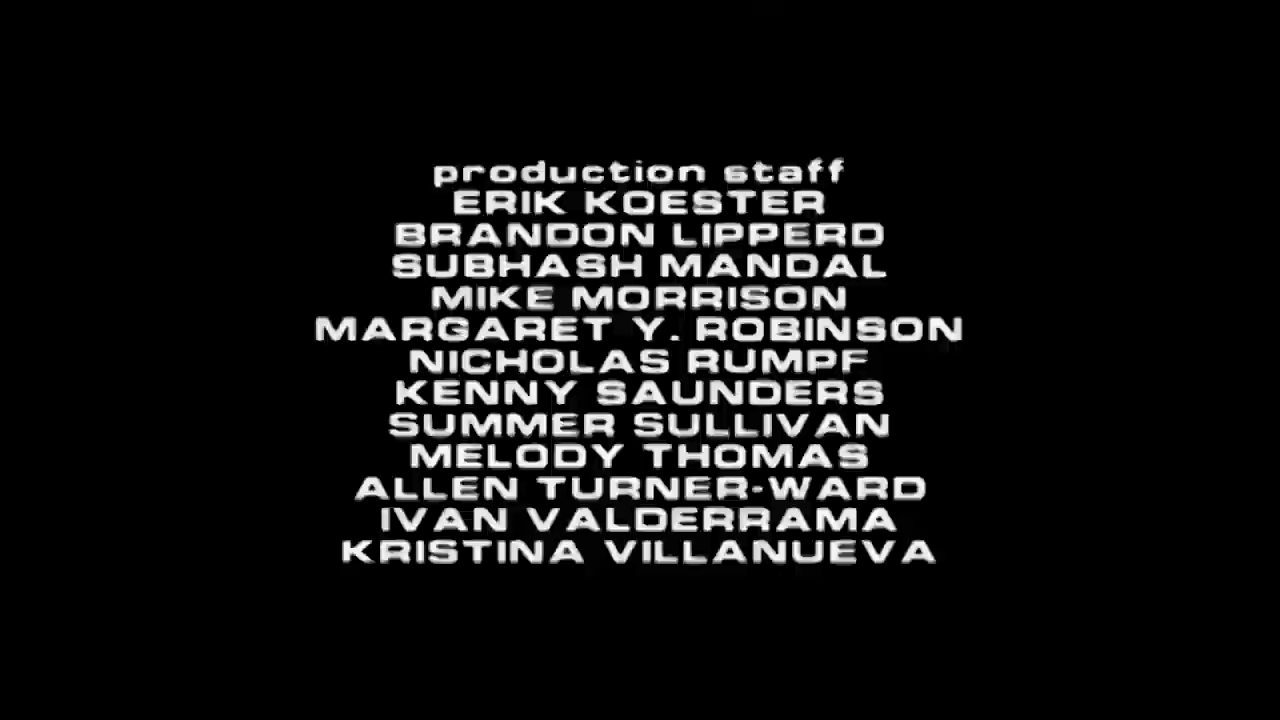 production staff
ERIK KOESTER
BRANDON LIPPERD
SUBHASH MANDAL
MIKE MORRISON
MARGARET Y. ROBINSON
NICHOLAS RUMPF
KENNY SAUNDERS
SUMMER SULLIVAN
MELODY THOMAS
ALLEN TURNER-WARD
IVAN VALDERRAMA
KRISTINA VILLANUEVA